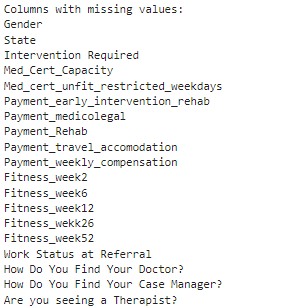 Columns with missing values:
Gender
State
Intervention Required
Med_Cert_Capacity
Med_cert_unfit_restricted_weekdays
Payment_early_intervention_rehab
Payment_medicolegal
Payment_Rehab
Payment_travel_accomodation
Payment_weekly_compensation
Fitness_week2
Fitness_week6
Fitness_week12
Fitness_wekk26
Fitness_week52
Work Status at Referral
How Do You Find Your Doctor?
How Do You Find Your Case Manager?
Are you seeing a Therapist?